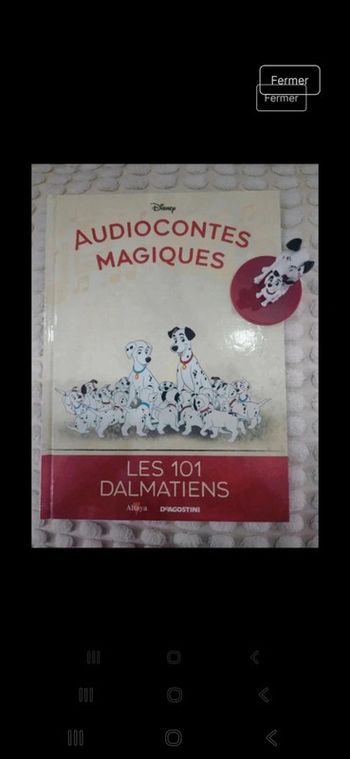 Fermer
Fermer
Disney
AUDIOCONTES
MAGIQUES
LES 101
DALMATIENS
Altaya DeAGOSTINI